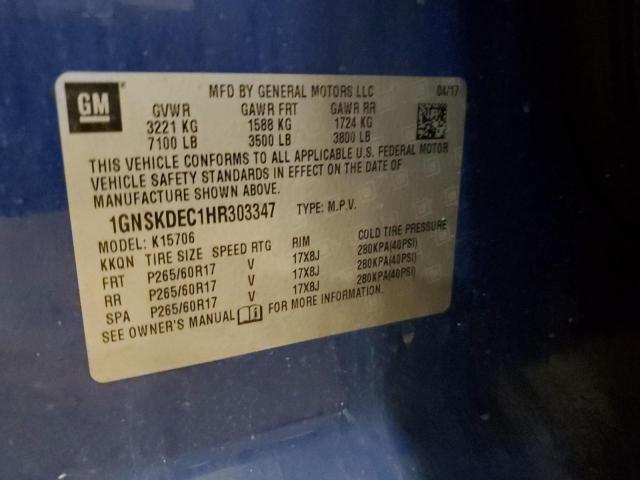 GM
MFD BY GENERAL MOTORS LLC 04/17
GVWR GAWR FRT GAWR RR
3221 KG 1588 KG 1724 KG
7100 LB 3500 LB 3800 LB
THIS VEHICLE CONFORMS TO ALL APPLICABLE U.S. FEDERAL MOTOR
VEHICLE SAFETY STANDARDS IN EFFECT ON THE DATE OF
MANUFACTURE SHOWN ABOVE.
1GNSKDEC1HR303347 TYPE: M.P.V.
MODEL: K15706
KKQN TIRE SIZE SPEED RTG RIM COLD TIRE PRESSURE
FRT P265/60R17 V 17X8J 280KPA(40PSI)
RR P265/60R17 V 17X8J 280KPA(40PSI)
SPA P265/60R17 V 17X8J 280KPA(40PSI)
SEE OWNER'S MANUAL FOR MORE INFORMATION.